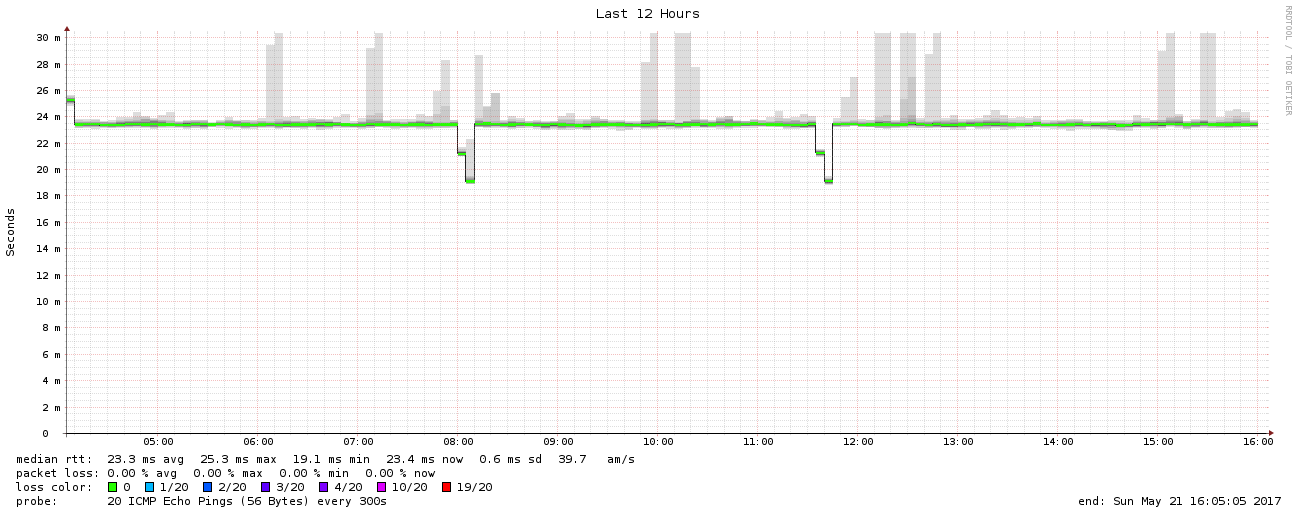 Last 12 Hours
RRDTOOL / TOBI OETIKER
Seconds
30 m
28 m
26 m
24 m
22 m
20 m
18 m
16 m
14 m
12 m
10 m
8 m
6 m
4 m
2 m
0
05:00 06:00 07:00 08:00 09:00 10:00 11:00 12:00 13:00 14:00 15:00 16:00
median rtt: 23.3 ms avg 25.3 ms max 19.1 ms min 23.4 ms now 0.6 ms sd 39.7 am/s
packet loss: 0.00 % avg 0.00 % max 0.00 % min 0.00 % now
loss color: 0 1/20 2/20 3/20 4/20 10/20 19/20
probe: 20 ICMP Echo Pings (56 Bytes) every 300s
end: Sun May 21 16:05:05 2017